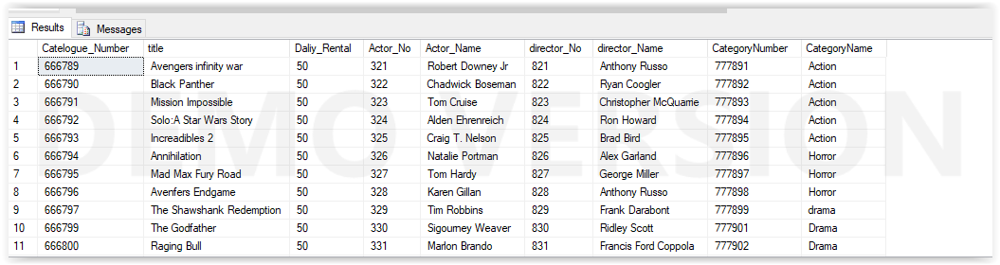 Results Messages
Catelogue_Number title Daliy_Rental Actor_No Actor_Name director_No director_Name CategoryNumber CategoryName
1 666789 Avengers infinity war 50 321 Robert Downey Jr 821 Anthony Russo 777891 Action
2 666790 Black Panther 50 322 Chadwick Boseman 822 Ryan Coogler 777892 Action
3 666791 Mission Impossible 50 323 Tom Cruise 823 Christopher McQuarrie 777893 Action
4 666792 Solo:A Star Wars Story 50 324 Alden Ehrenreich 824 Ron Howard 777894 Action
5 666793 Increadibles 2 50 325 Craig T. Nelson 825 Brad Bird 777895 Action
6 666794 Annihilation 50 326 Natalie Portman 826 Alex Garland 777896 Horror
7 666795 Mad Max Fury Road 50 327 Tom Hardy 827 George Miller 777897 Horror
8 666796 Avenfers Endgame 50 328 Karen Gillan 828 Anthony Russo 777898 Horror
9 666797 The Shawshank Redemption 50 329 Tim Robbins 829 Frank Darabont 777899 drama
10 666799 The Godfather 50 330 Sigourney Weaver 830 Ridley Scott 777901 Drama
11 666800 Raging Bull 50 331 Marlon Brando 831 Francis Ford Coppola 777902 Drama
DEMO VERSION